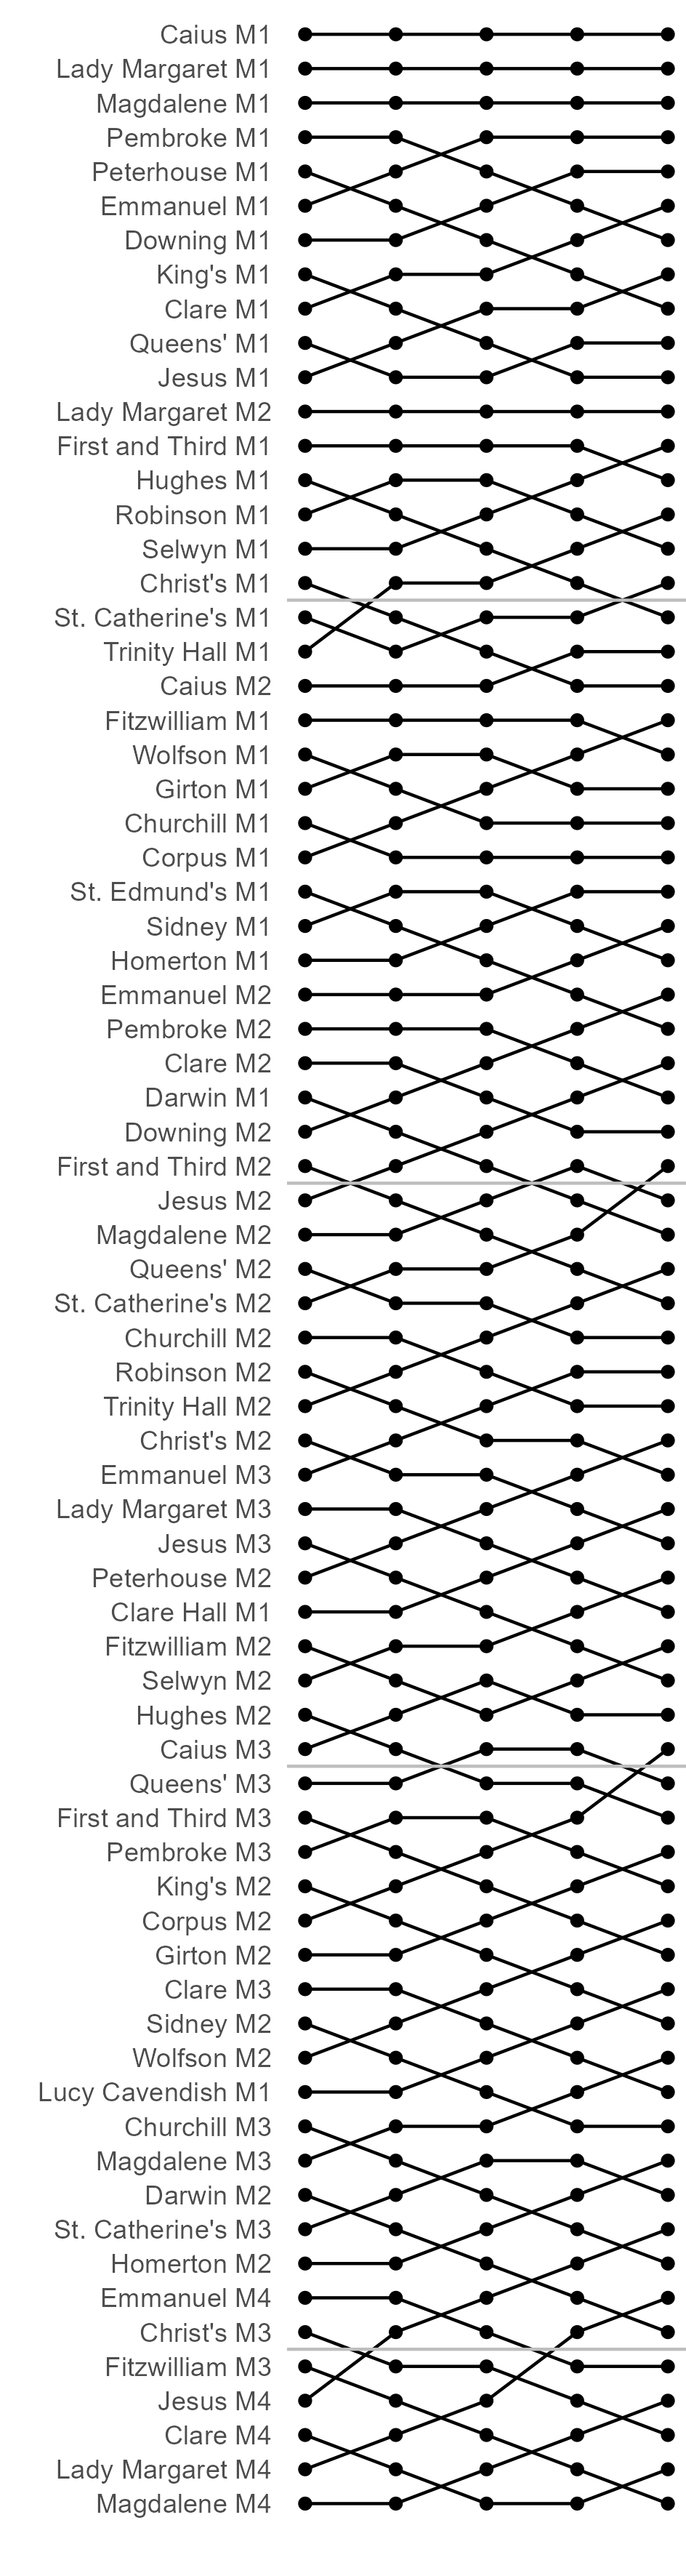 Caius M1
Lady Margaret M1
Magdalene M1
Pembroke M1
Peterhouse M1
Emmanuel M1
Downing M1
King's M1
Clare M1
Queens' M1
Jesus M1
Lady Margaret M2
First and Third M1
Hughes M1
Robinson M1
Selwyn M1
Christ's M1
St. Catherine's M1
Trinity Hall M1
Caius M2
Fitzwilliam M1
Wolfson M1
Girton M1
Churchill M1
Corpus M1
St. Edmund's M1
Sidney M1
Homerton M1
Emmanuel M2
Pembroke M2
Clare M2
Darwin M1
Downing M2
First and Third M2
Jesus M2
Magdalene M2
Queens' M2
St. Catherine's M2
Churchill M2
Robinson M2
Trinity Hall M2
Christ's M2
Emmanuel M3
Lady Margaret M3
Jesus M3
Peterhouse M2
Clare Hall M1
Fitzwilliam M2
Selwyn M2
Hughes M2
Caius M3
Queens' M3
First and Third M3
Pembroke M3
King's M2
Corpus M2
Girton M2
Clare M3
Sidney M2
Wolfson M2
Lucy Cavendish M1
Churchill M3
Magdalene M3
Darwin M2
St. Catherine's M3
Homerton M2
Emmanuel M4
Christ's M3
Fitzwilliam M3
Jesus M4
Clare M4
Lady Margaret M4
Magdalene M4